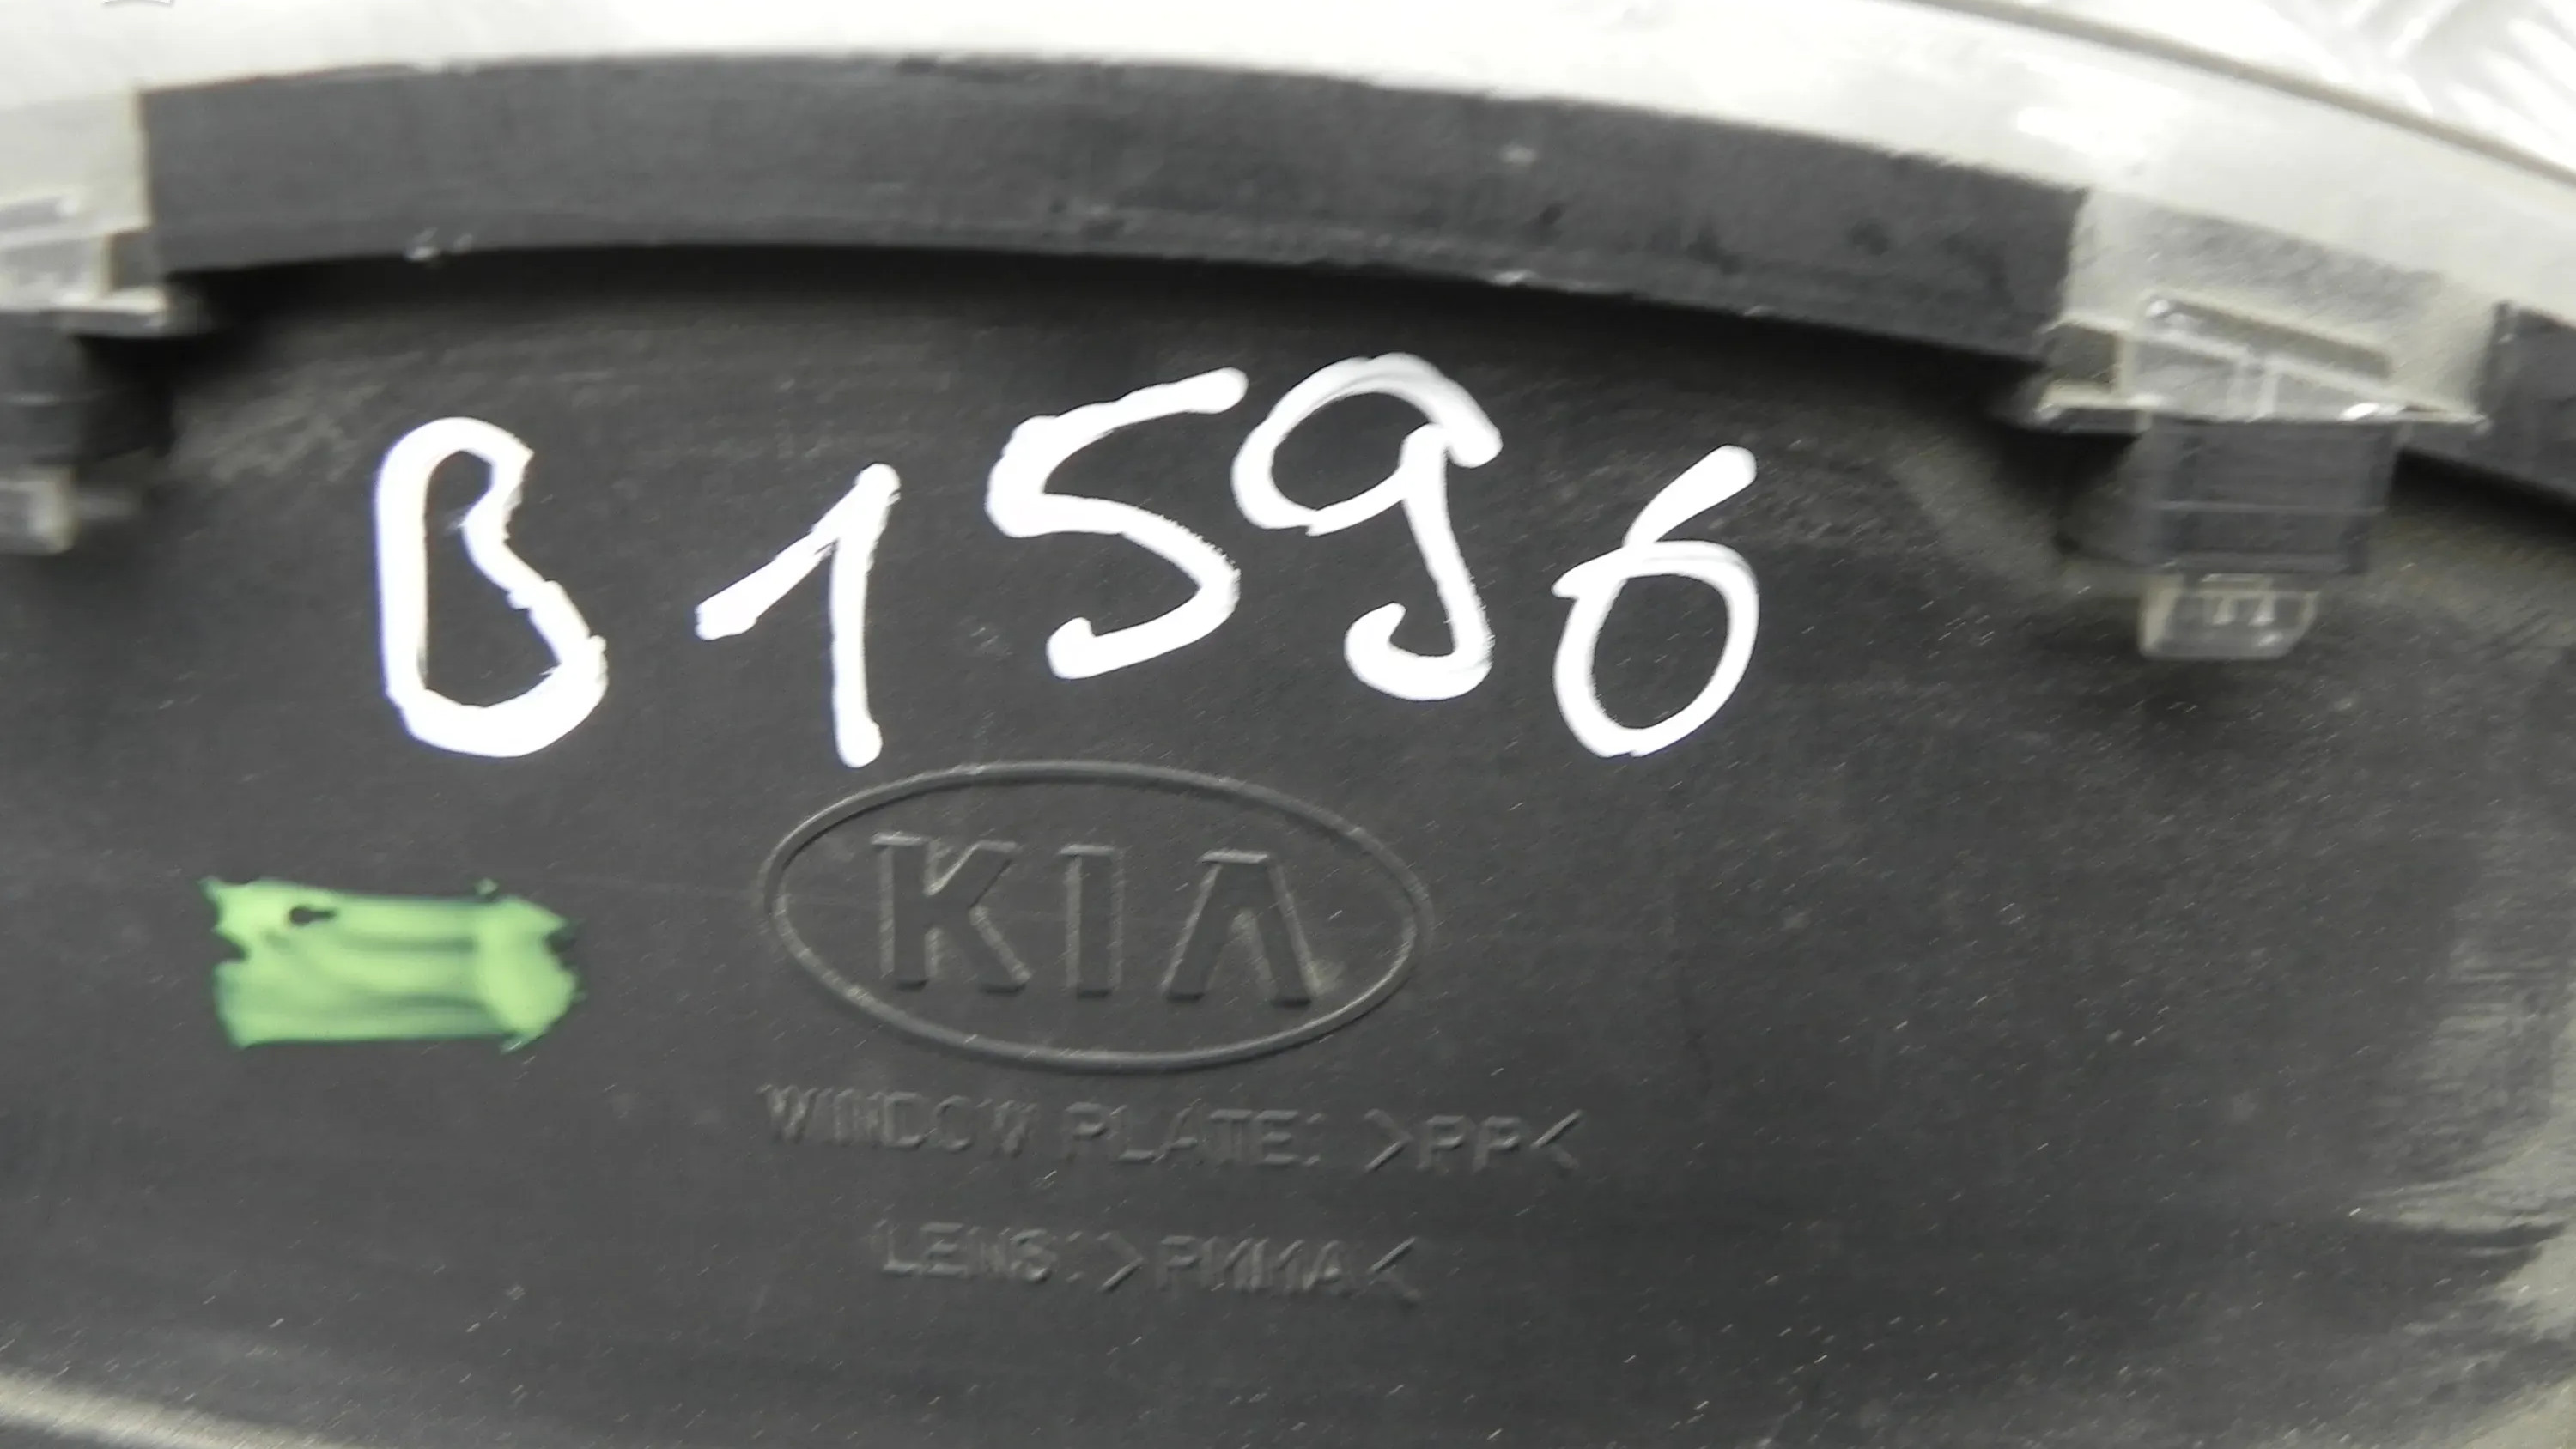 B1596
KIA
WINDOW PLATE: >PP<
LENS: >PMMA<